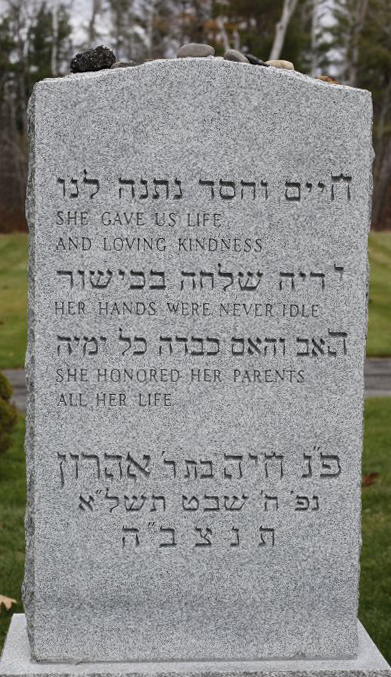 חיים וחסד נתנה לנו
SHE GAVE US LIFE
AND LOVING KINDNESS
ידיה שלחה בכישור
HER HANDS WERE NEVER IDLE
האב והאם כבדה כל ימיה
SHE HONORED HER PARENTS
ALL HER LIFE
פ״נ חיה בת ר׳ אהרון
נפ׳ ה׳ שבט תשל״א
ת נ צ ב״ה